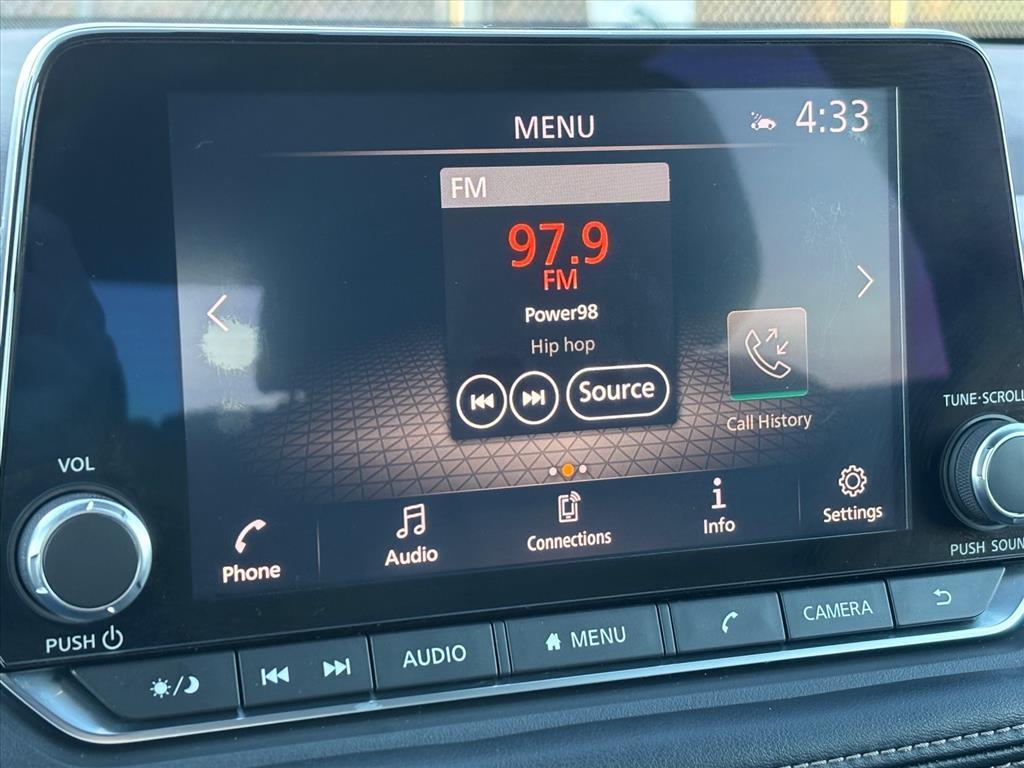 MENU
4:33
FM
97.9
FM
Power98
Hip hop
Source
Call History
Phone
Audio
Connections
Info
Settings
VOL
PUSH
TUNE·SCROLL
PUSH SOUN
AUDIO
MENU
CAMERA